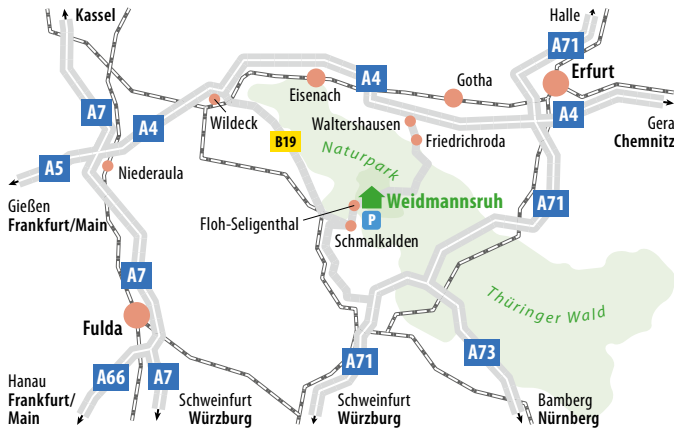 Kassel
Halle
A71
Erfurt
A4
Gotha
Eisenach
A7
A4
Wildeck
Waltershausen
A4
Gera
Chemnitz
B19
Naturpark
Friedrichroda
A5
Niederaula
Gießen
Frankfurt/Main
Weidmannsruh
P
Floh-Seligenthal
Schmalkalden
A71
A7
Thüringer Wald
Fulda
A71
A73
A66
A7
Hanau
Frankfurt/
Main
Schweinfurt
Würzburg
Schweinfurt
Würzburg
Bamberg
Nürnberg